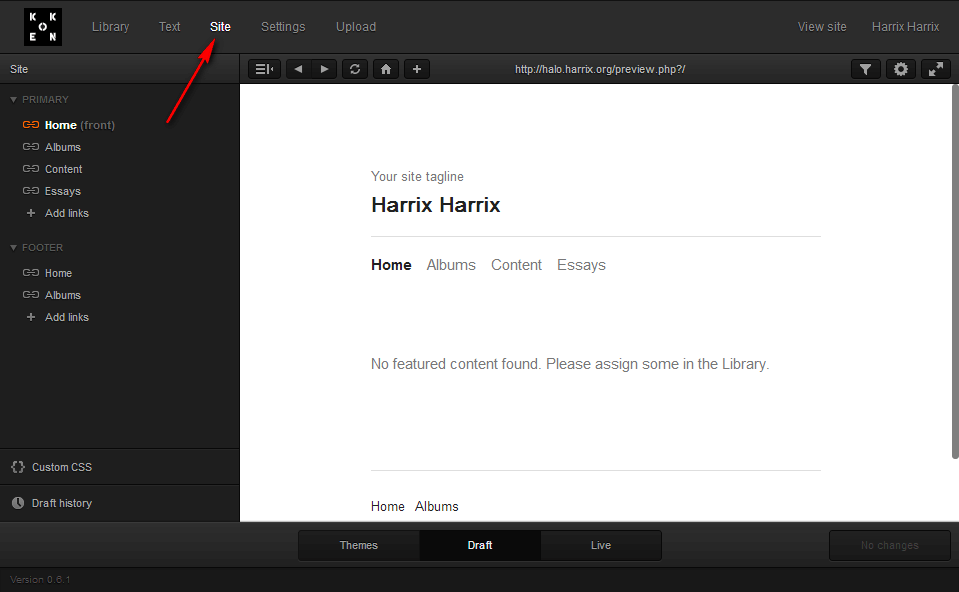 KOKEN
Library Text Site Settings Upload View site Harrix Harrix
Site
http://halo.harrix.org/preview.php?/
PRIMARY
Home (front)
Albums
Content
Essays
Add links
FOOTER
Home
Albums
Add links
Custom CSS
Draft history
Your site tagline
Harrix Harrix
Home Albums Content Essays
No featured content found. Please assign some in the Library.
Home Albums
Themes Draft Live No changes
Version 0.6.1